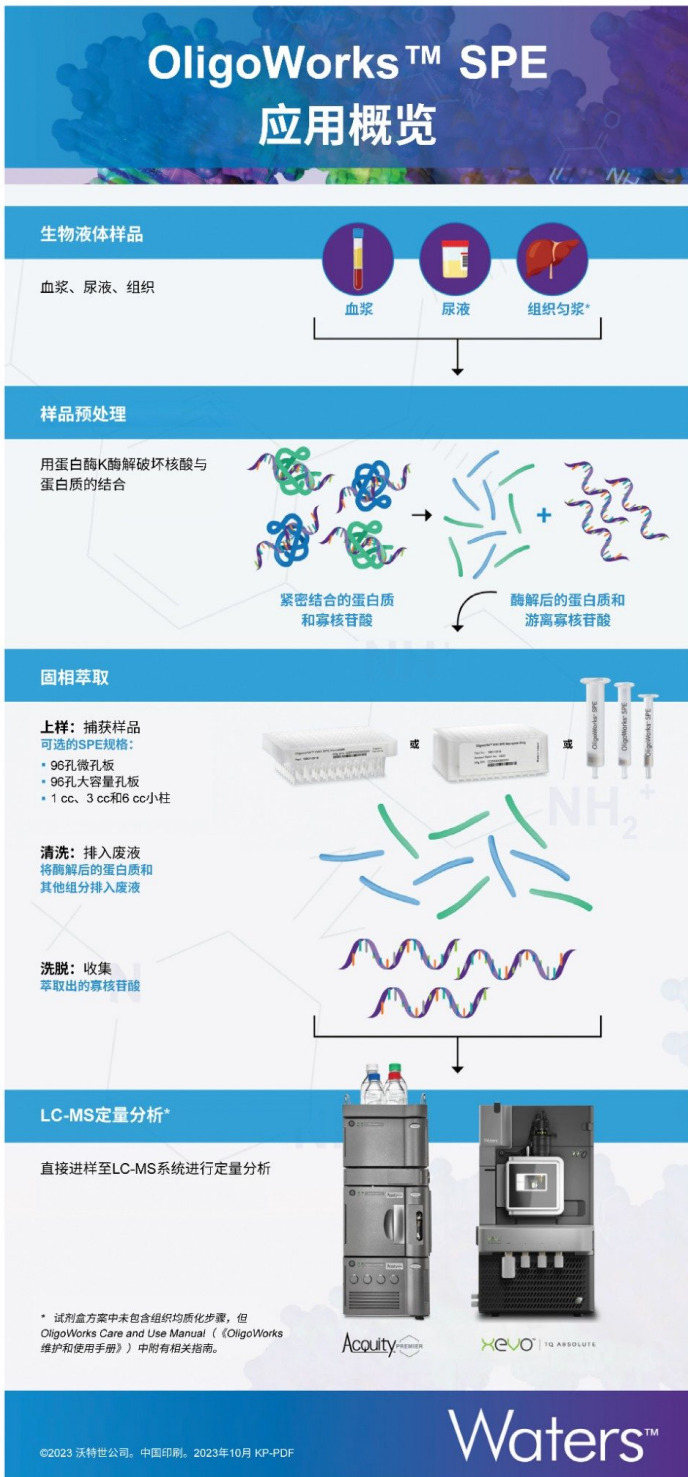 OligoWorks™ SPE
应用概览
生物液体样品
血浆、尿液、组织
血浆
尿液
组织匀浆*
样品预处理
用蛋白酶K酶解破坏核酸与
蛋白质的结合
+
紧密结合的蛋白质
和寡核苷酸
酶解后的蛋白质和
游离寡核苷酸
固相萃取
上样：捕获样品
可选的SPE规格：
• 96孔微孔板
• 96孔大容量孔板
• 1 cc、3 cc和6 cc小柱
或
或
OligoWorks™ SPE
OligoWorks™ SPE
OligoWorks™ SPE
NH₂⁺
清洗：排入废液
将酶解后的蛋白质和
其他组分排入废液
洗脱：收集
萃取出的寡核苷酸
LC-MS定量分析*
直接进样至LC-MS系统进行定量分析
* 试剂盒方案中未包含组织均质化步骤，但
OligoWorks Care and Use Manual（《OligoWorks
维护和使用手册》）中附有相关指南。
Acquity PREMIER
Xevo™ | TQ ABSOLUTE
©2023 沃特世公司。中国印刷。2023年10月 KP-PDF
Waters™